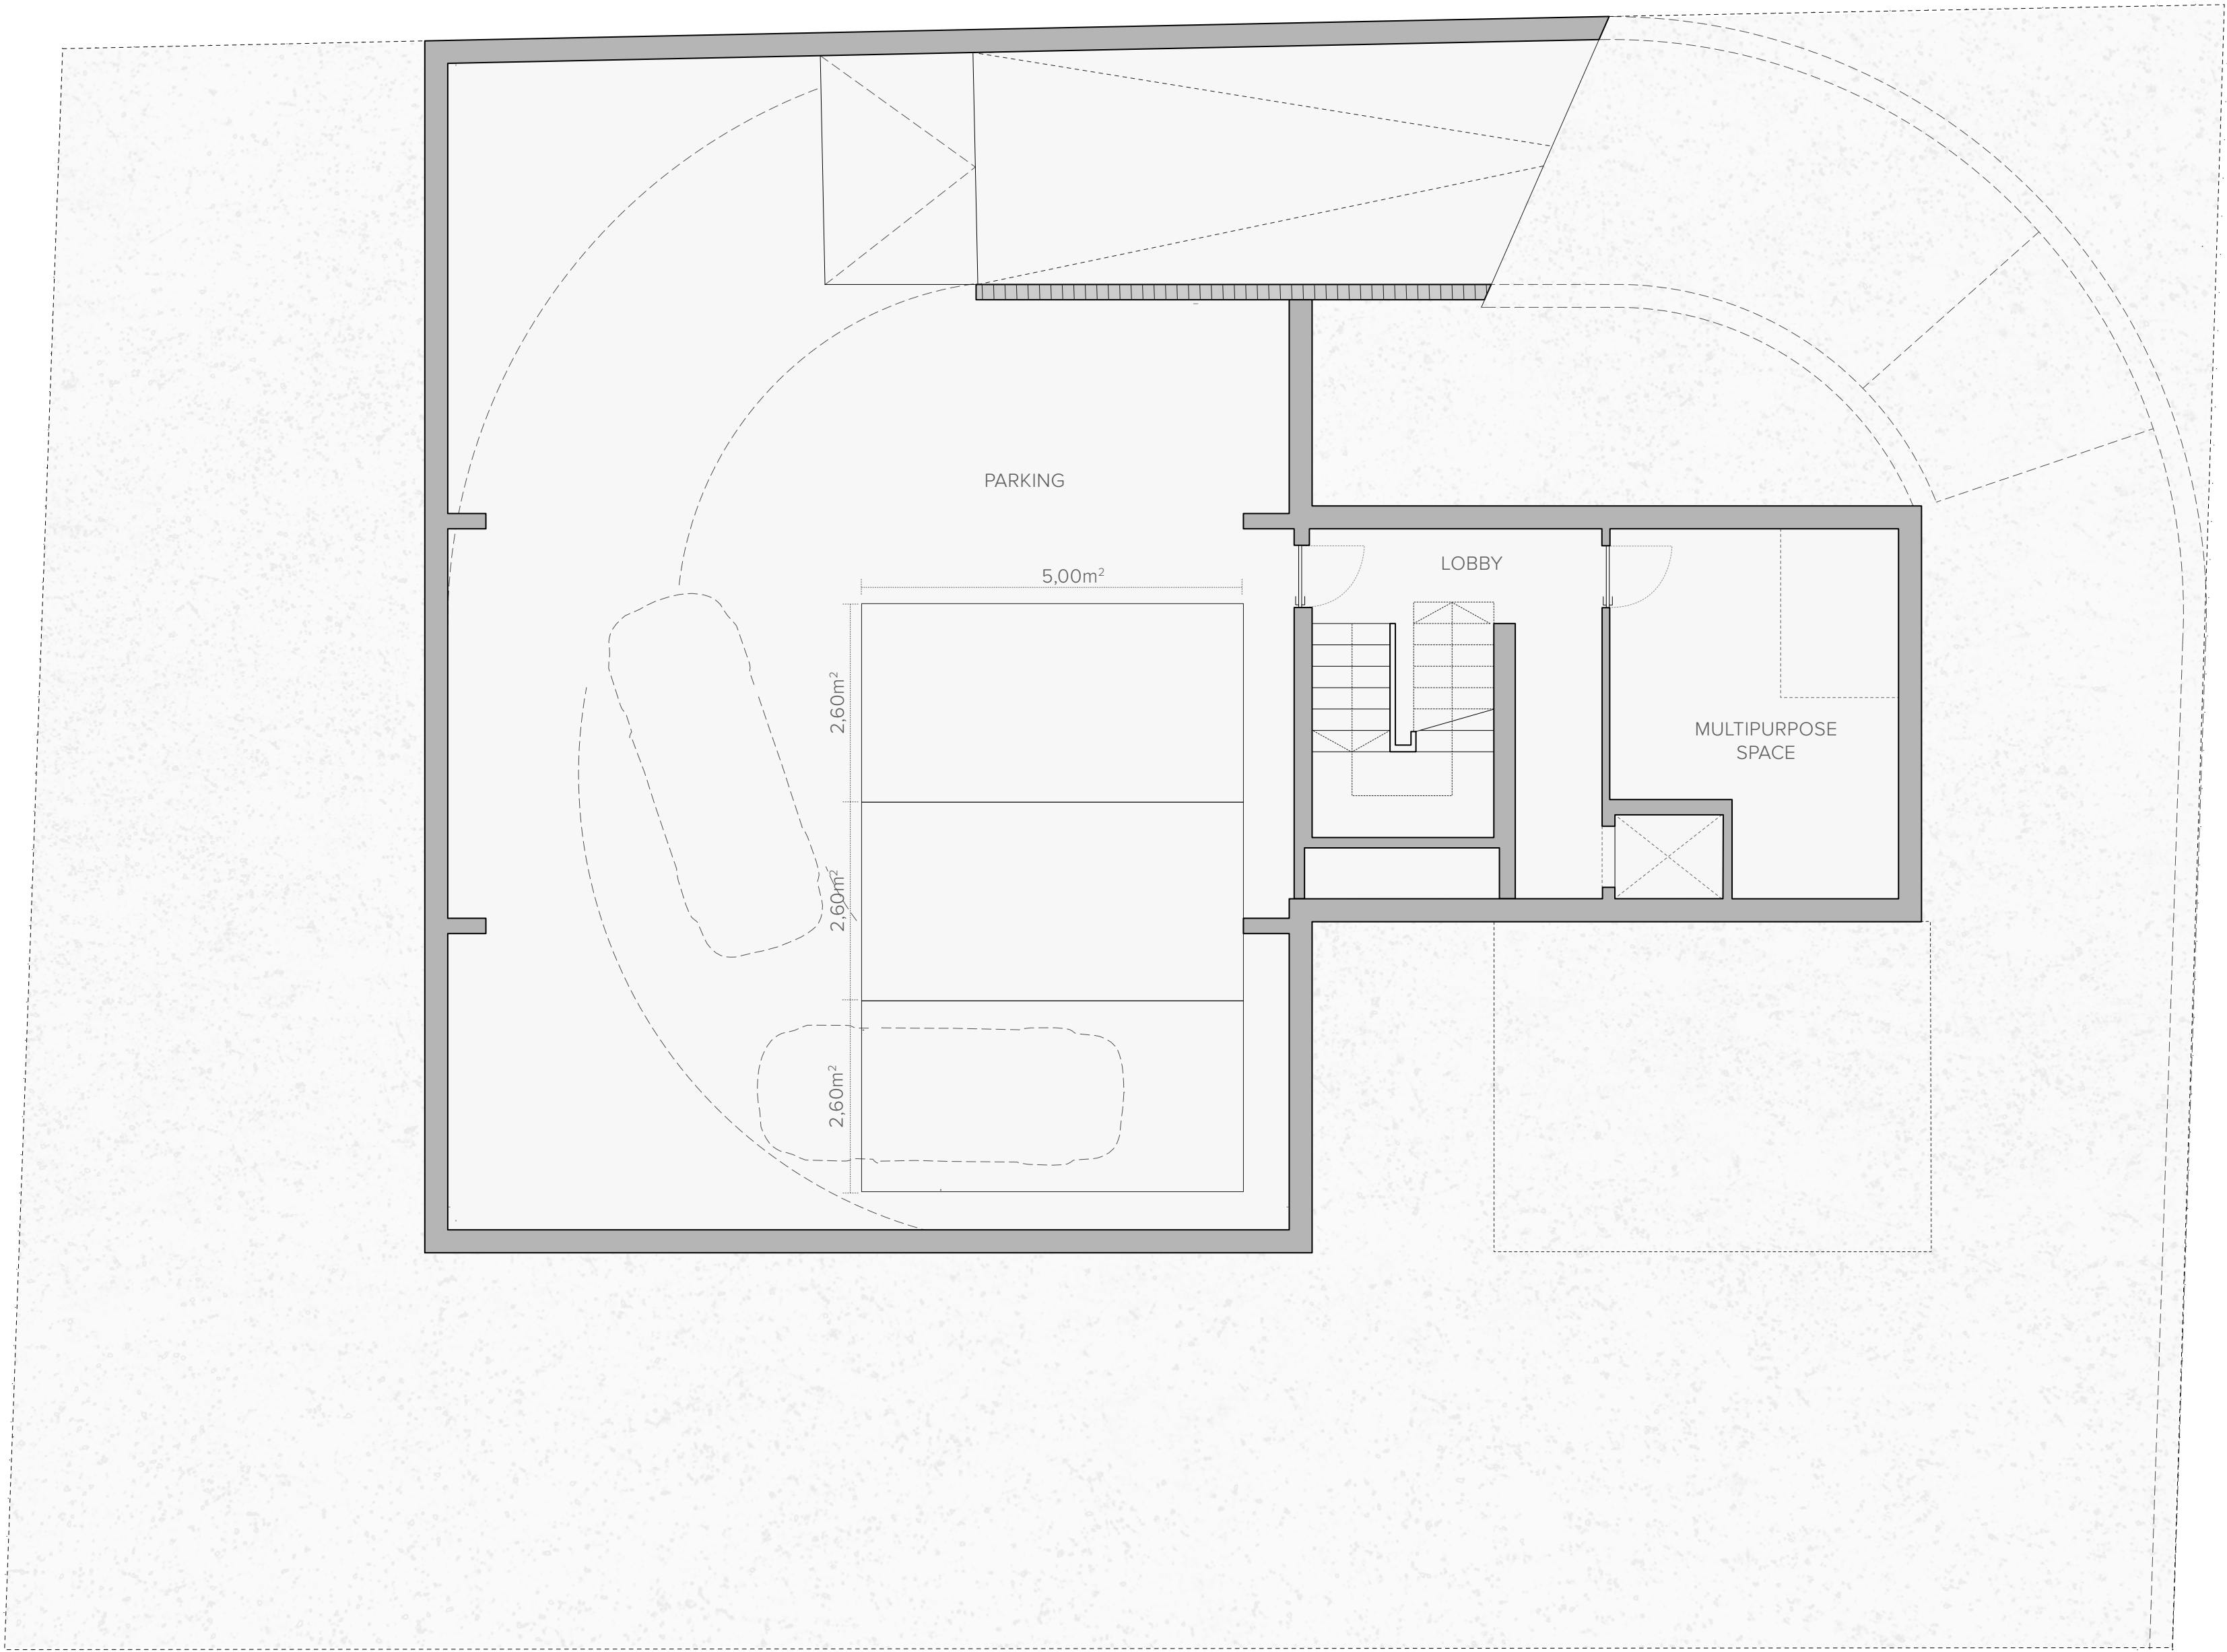 PARKING
LOBBY
5,00m²
2,60m²
MULTIPURPOSE
SPACE
2,60m²
2,60m²